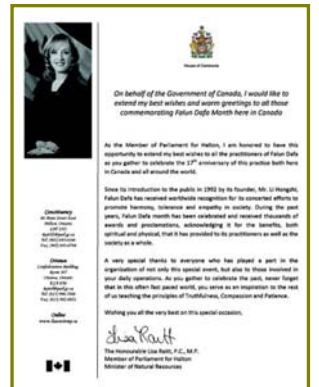 House of Commons
On behalf of the Government of Canada, I would like to
extend my best wishes and warm greetings to all those
commemorating Falun Dafa Month here in Canada
As the Member of Parliament for Halton, I am honored to have this
opportunity to extend my best wishes to all the practitioners of Falun Dafa
as you gather to celebrate the 17th anniversary of this practice both here
in Canada and all around the world.
Since its introduction to the public in 1992 by its founder, Mr. Li Hongzhi,
Falun Dafa has received worldwide recognition for its concerted efforts to
promote harmony, tolerance and empathy in society. During the past
years, Falun Dafa month has been celebrated and received thousands of
awards and proclamations, acknowledging it for the benefits, both
spiritual and physical, that it has provided to its practitioners as well as the
society as a whole.
A very special thanks to everyone who has played a part in the
organisation of not only this special event, but also to those involved in
your daily operations. As you gather to celebrate the past, never forget
that in this often fast paced world, you serve as an inspiration to the rest
of us teaching the principles of Truthfulness, Compassion and Patience.
Wishing you all the very best on this special occasion,
Lisa Raitt
The Honourable Lisa Raitt, P.C., M.P.
Member of Parliament for Halton
Minister of Natural Resources
Constituency
Ottawa
Confederation Building
Online